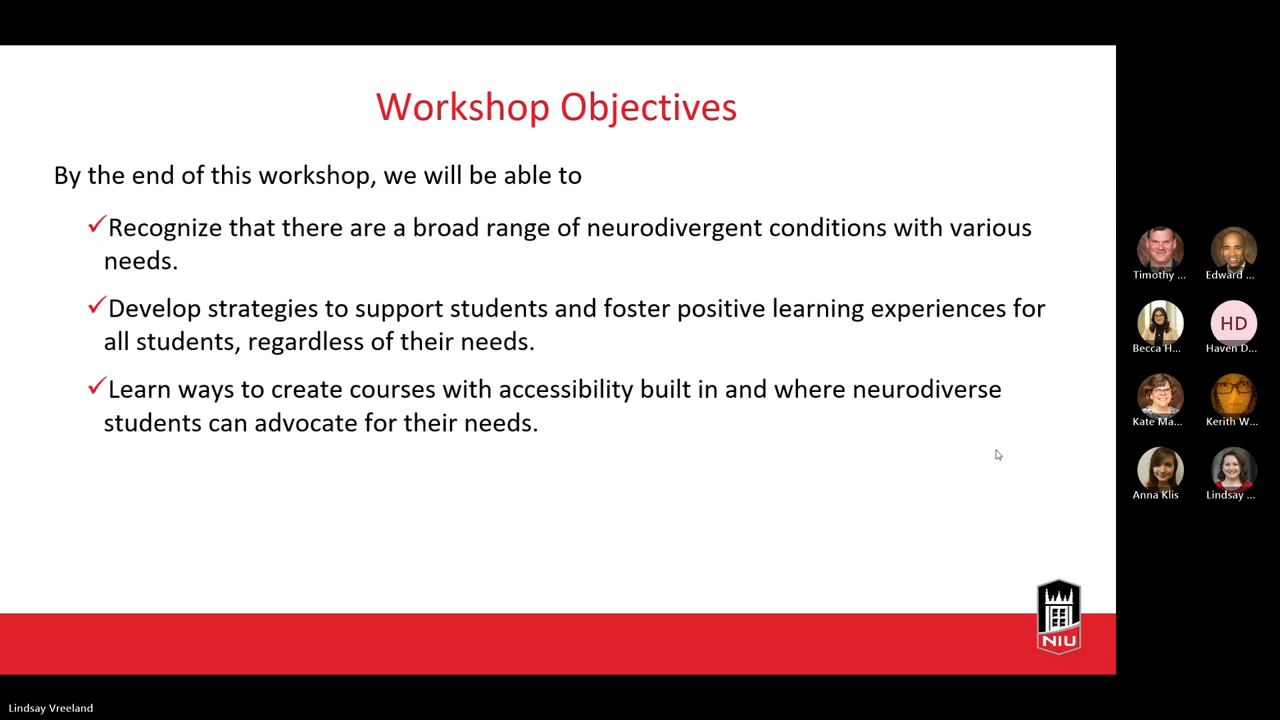 Workshop Objectives
By the end of this workshop, we will be able to
✓Recognize that there are a broad range of neurodivergent conditions with various
needs.
✓Develop strategies to support students and foster positive learning experiences for
all students, regardless of their needs.
✓Learn ways to create courses with accessibility built in and where neurodiverse
students can advocate for their needs.
NIU
Timothy ...
Edward ...
HD
Becca H...
Haven D...
Kate Ma...
Kerith W...
Anna Klis
Lindsay ...
Lindsay Vreeland